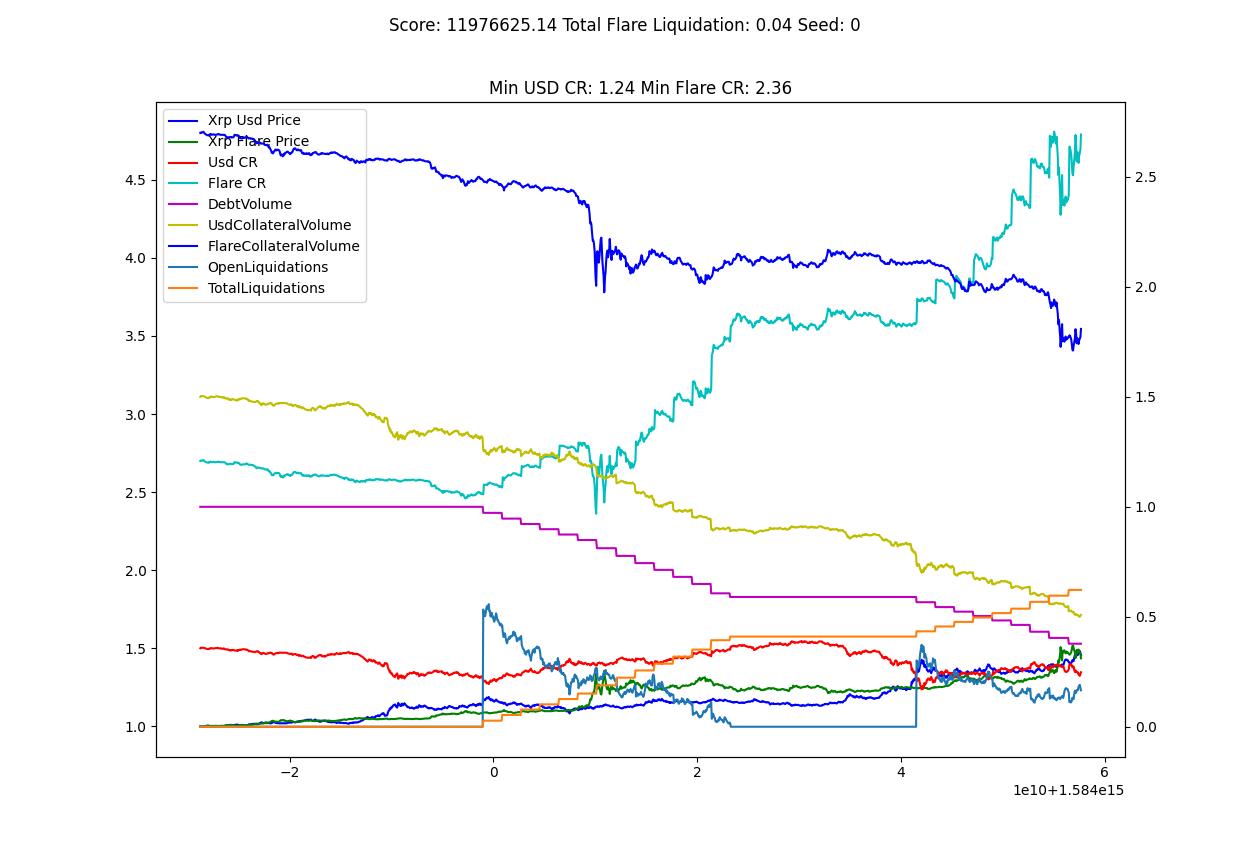 Score: 11976625.14 Total Flare Liquidation: 0.04 Seed: 0
Min USD CR: 1.24 Min Flare CR: 2.36
Xrp Usd Price
Xrp Flare Price
Usd CR
Flare CR
DebtVolume
UsdCollateralVolume
FlareCollateralVolume
OpenLiquidations
TotalLiquidations
4.5
4.0
3.5
3.0
2.5
2.0
1.5
1.0
2.5
2.0
1.5
1.0
0.5
0.0
−2
0
2
4
6
1e10+1.584e15